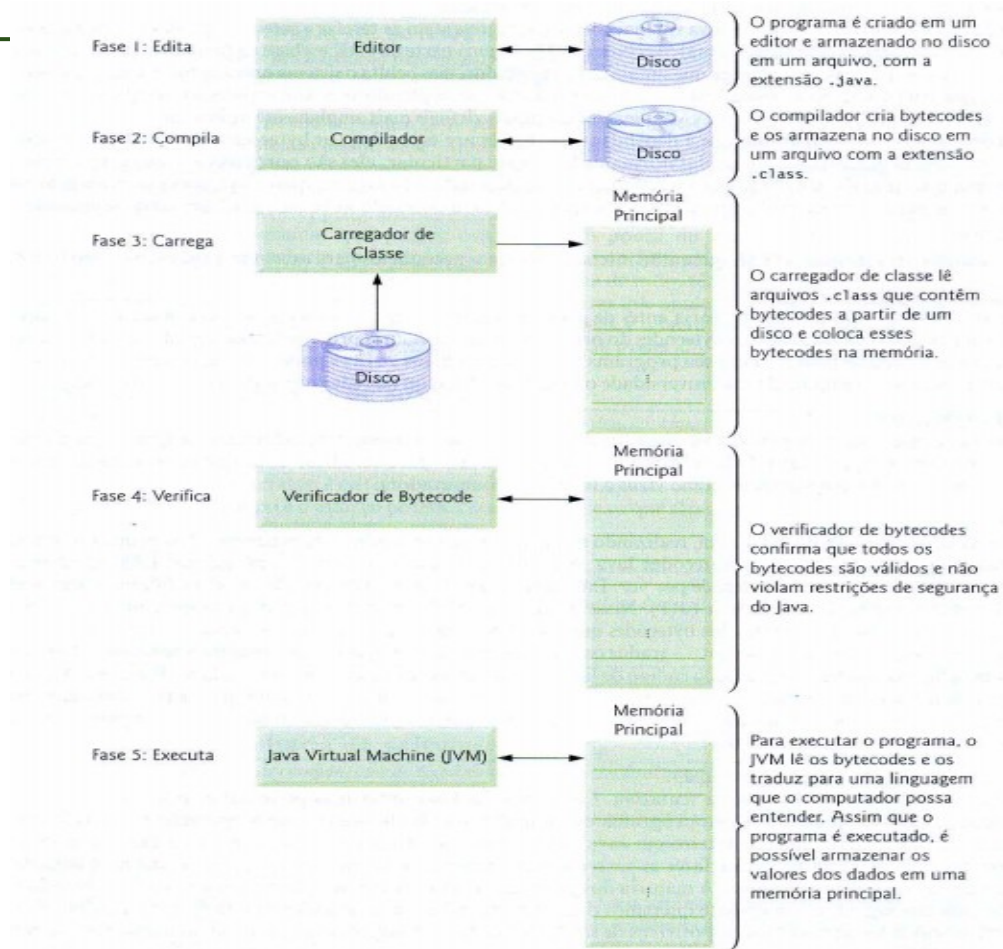 Fase 1: Edita
Editor
Disco
O programa é criado em um
editor e armazenado no disco
em um arquivo, com a
extensão .java.
Fase 2: Compila
Compilador
Disco
O compilador cria bytecodes
e os armazena no disco em
um arquivo com a extensão
.class.
Fase 3: Carrega
Carregador de
Classe
Disco
Memória
Principal
O carregador de classe lê
arquivos .class que contêm
bytecodes a partir de um
disco e coloca esses
bytecodes na memória.
Fase 4: Verifica
Verificador de Bytecode
Memória
Principal
O verificador de bytecodes
confirma que todos os
bytecodes são válidos e não
violam restrições de segurança
do Java.
Fase 5: Executa
Java Virtual Machine (JVM)
Memória
Principal
Para executar o programa, o
JVM lê os bytecodes e os
traduz para uma linguagem
que o computador possa
entender. Assim que o
programa é executado, é
possível armazenar os
valores dos dados em uma
memória principal.